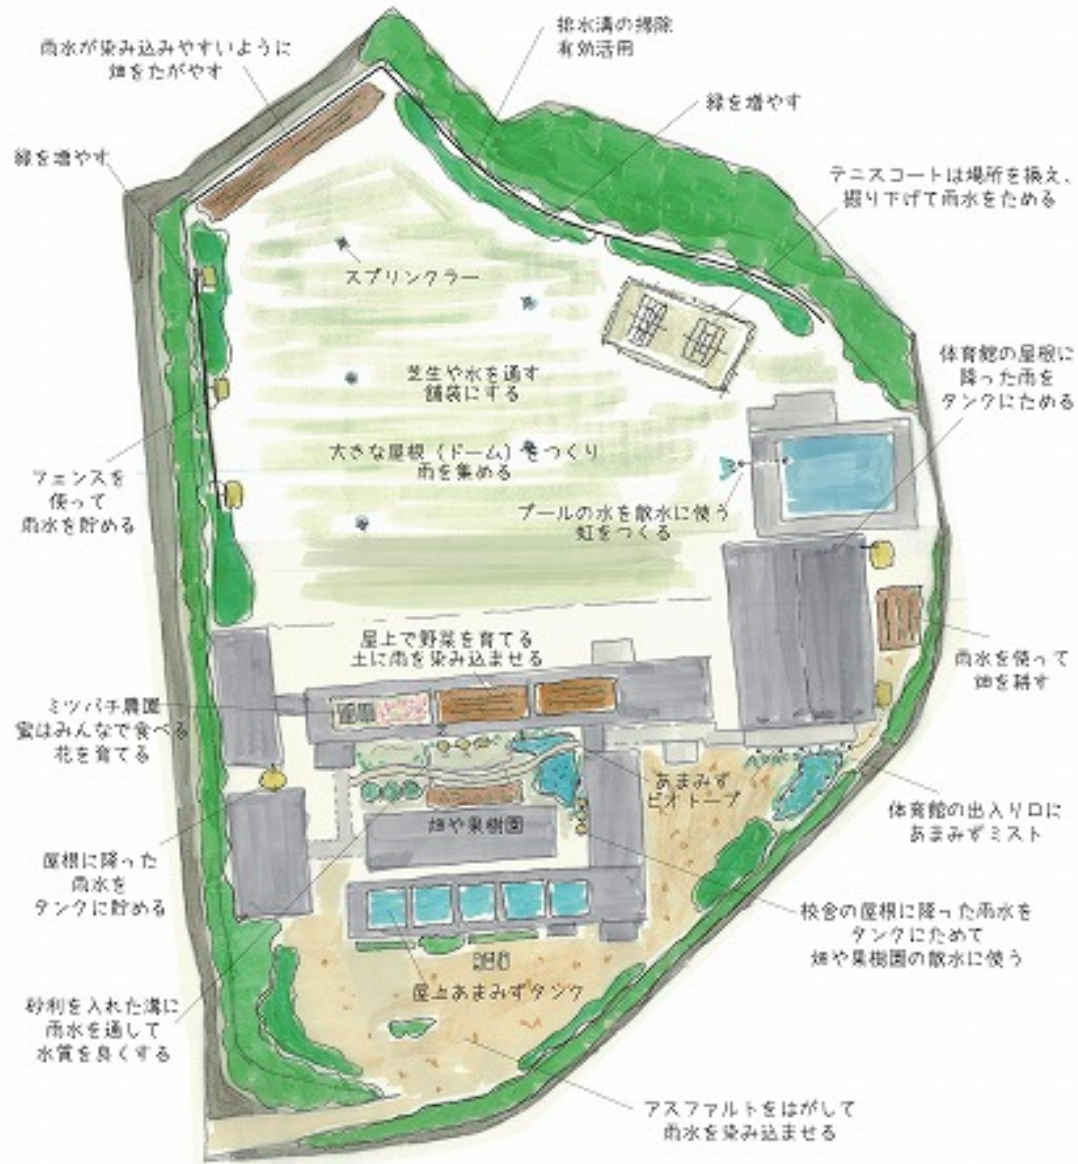 排水溝の掃除
有効活用
雨水が染み込みやすいように
畑をたがやす
緑を増やす
緑を増やす
テニスコートは場所を換え、
掘り下げて雨水をためる
スプリンクラー
体育館の屋根に
降った雨を
タンクにためる
芝生や水を通す
舗装にする
大きな屋根（ドーム）をつくり
雨を集める
フェンスを
使って
雨水を貯める
プールの水を散水に使う
虹をつくる
屋上で野菜を育てる
土に雨を染み込ませる
雨水を使って
畑を耕す
ミツバチ農園
蜜はみんなで食べる
花を育てる
あまみず
ビオトープ
体育館の出入り口に
あまみずミスト
畑や果樹園
屋根に降った
雨水を
タンクに貯める
校舎の屋根に降った雨水を
タンクにためて
畑や果樹園の散水に使う
屋上あまみずタンク
砂利を入れた溝に
雨水を通して
水質を良くする
アスファルトをはがして
雨水を染み込ませる